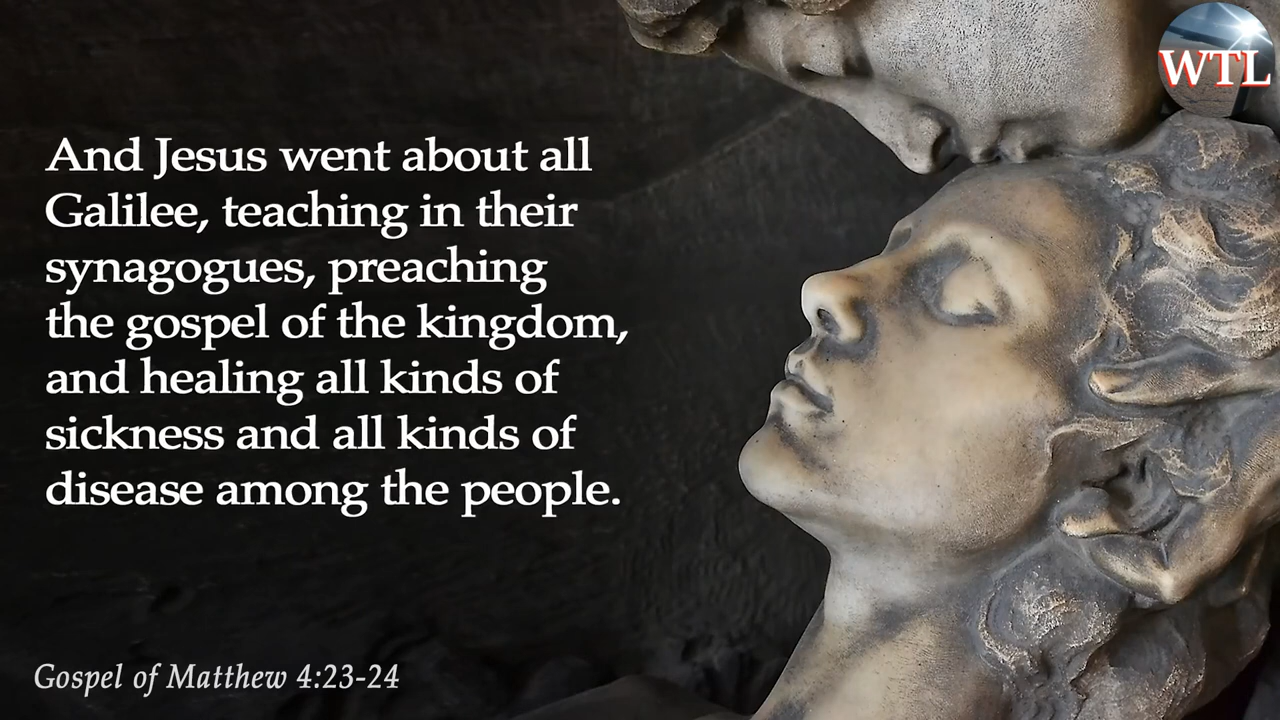 WTL
And Jesus went about all
Galilee, teaching in their
synagogues, preaching
the gospel of the kingdom,
and healing all kinds of
sickness and all kinds of
disease among the people.
Gospel of Matthew 4:23-24